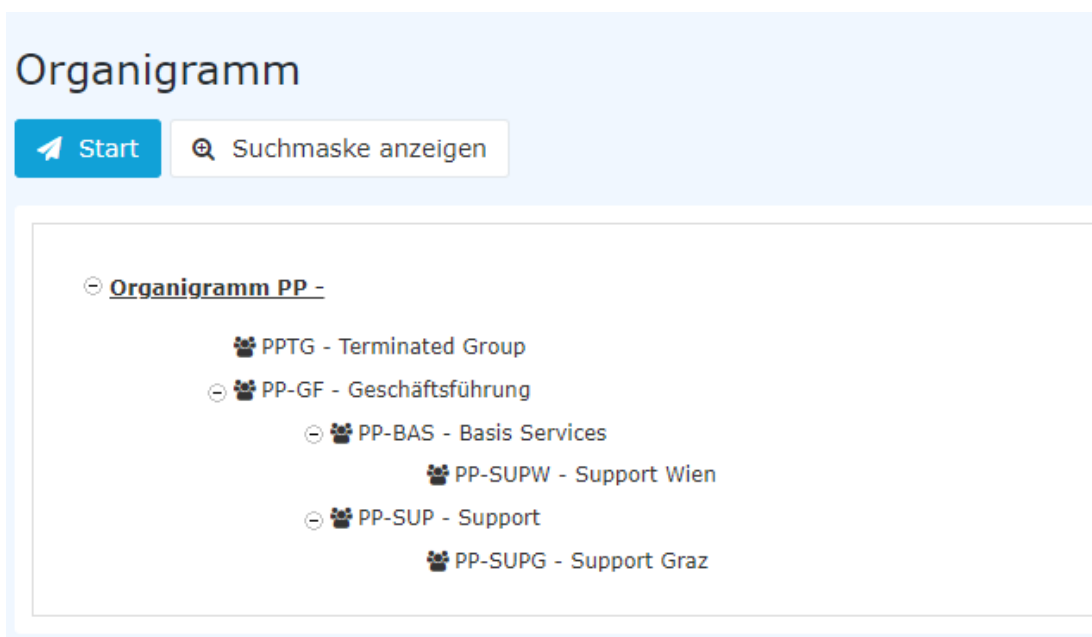 Organigramm
Start Suchmaske anzeigen
Organigramm PP -
PPTG - Terminated Group
PP-GF - Geschäftsführung
PP-BAS - Basis Services
PP-SUPW - Support Wien
PP-SUP - Support
PP-SUPG - Support Graz